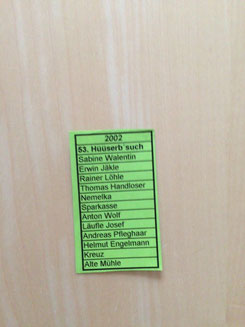 2002
53. Hüüserb´such
Sabine Walentin
Erwin Jäkle
Rainer Löhle
Thomas Handloser
Nemelka
Sparkasse
Anton Wolf
Läufle Josef
Andreas Pfleghaar
Helmut Engelmann
Kreuz
Alte Mühle